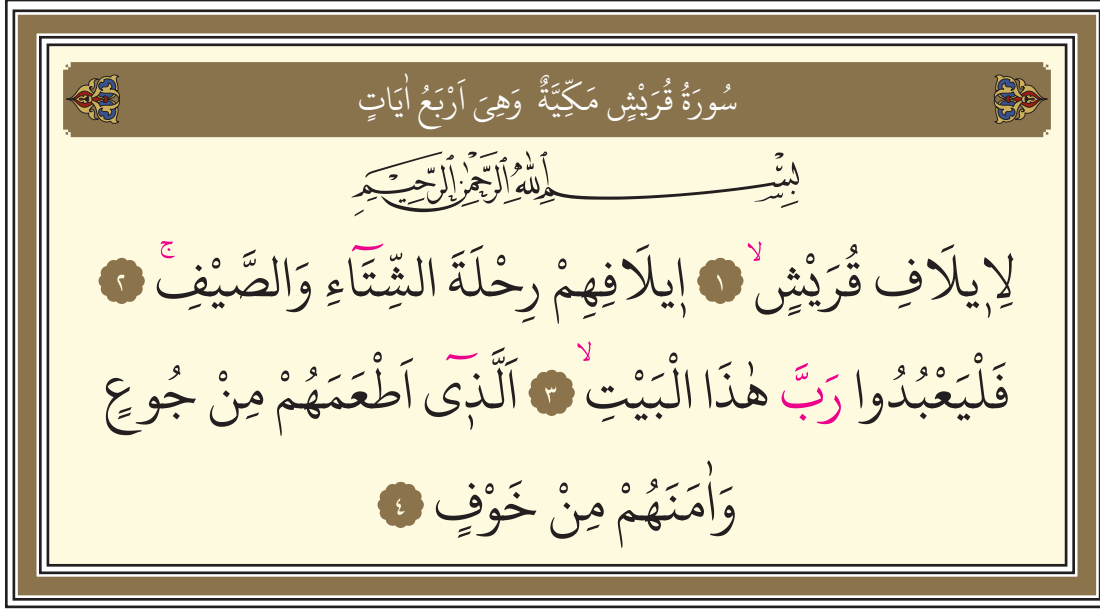 سُورَةُ قُرَيْشٍ مَكِّيَّةٌ وَهِىَ اَرْبَعُ اٰيَاتٍ
بِسْمِ اللّٰهِ الرَّحْمٰنِ الرَّحِيمِ
لِا۪يلَافِ قُرَيْشٍۙ ﴿١﴾ ا۪يلَافِهِمْ رِحْلَةَ الشِّتَٓاءِ وَالصَّيْفِۚ ﴿٢﴾
فَلْيَعْبُدُوا رَبَّ هٰذَا الْبَيْتِۙ ﴿٣﴾ اَلَّذ۪ٓى اَطْعَمَهُمْ مِنْ جُوعٍ
وَاٰمَنَهُمْ مِنْ خَوْفٍ ﴿٤﴾